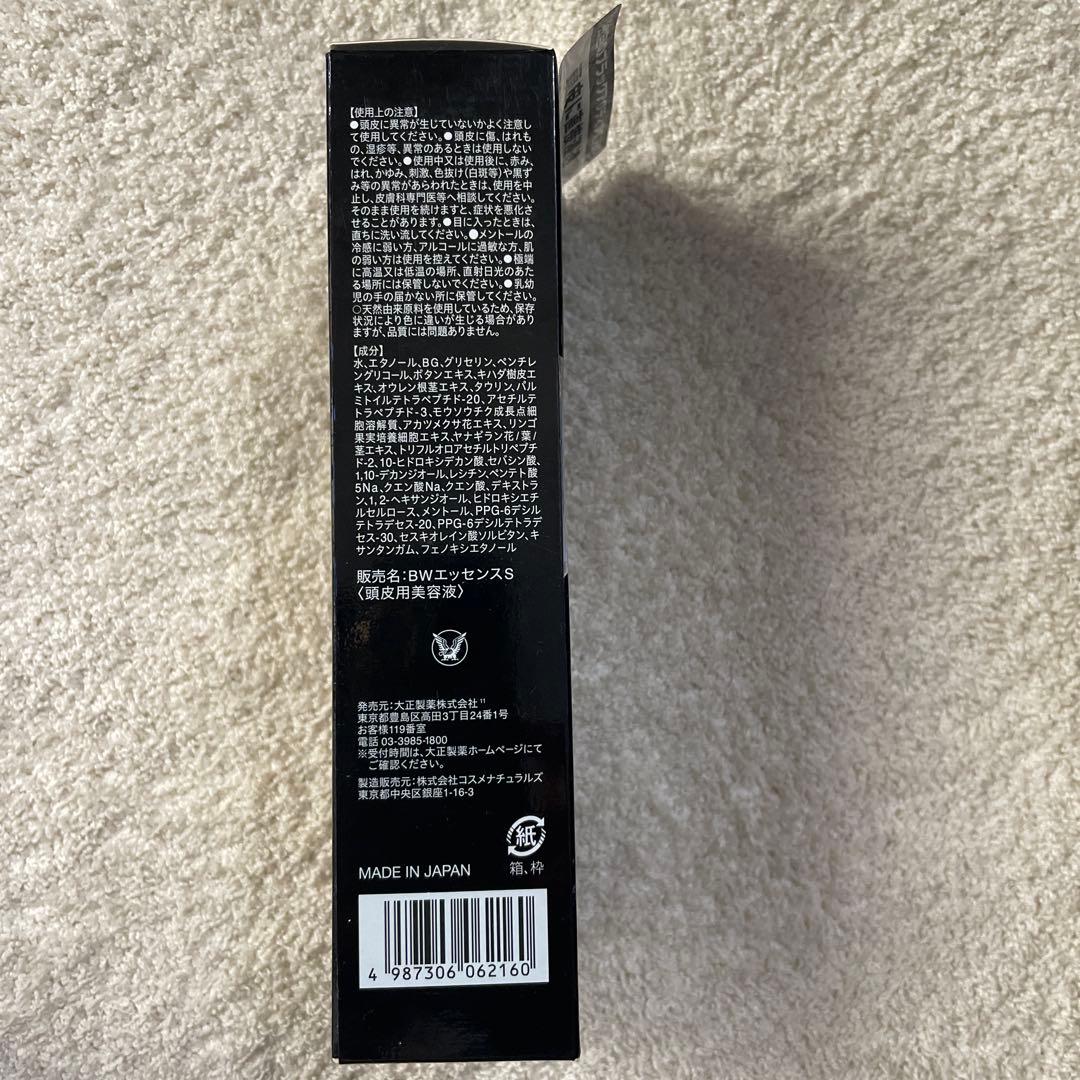 【使用上の注意】
●頭皮に異常が生じていないかよく注意し
て使用してください。●頭皮に傷、はれも
の、湿疹等、異常のあるときは使用しない
でください。●使用中又は使用後に、赤み、
はれ、かゆみ、刺激、色抜け(白斑等)や黒ず
み等の異常があらわれたときは、使用を中
止し、皮膚科専門医等へ相談してください。
そのまま使用を続けますと、症状を悪化さ
せることがあります。●目に入ったときは、
直ちに洗い流してください。●メントールの
冷感に弱い方、アルコールに過敏な方、肌
の弱い方は使用を控えてください。●極端
に高温又は低温の場所、直射日光のあた
る場所には保管しないでください。●乳幼
児の手の届かない所に保管してください。
○天然由来原料を使用しているため、保存
状況により色に違いが生じる場合があり
ますが、品質には問題ありません。
【成分】
水、エタノール、BG、グリセリン、ペンチレ
ングリコール、ボタンエキス、キハダ樹皮エ
キス、オウレン根茎エキス、タウリン、パル
ミトイルテトラペプチド-20、アセチルテ
トラペプチド-3、モウソウチク成長点細
胞溶解質、アカツメクサ花エキス、リンゴ
果実培養細胞エキス、ヤナギラン花/葉/
茎エキス、トリフルオロアセチルトリペプチ
ド-2、10-ヒドロキシデカン酸、セバシン酸、
1,10-デカンジオール、レシチン、ペンテト酸
5Na、クエン酸Na、クエン酸、デキストラ
ン、1,2-ヘキサンジオール、ヒドロキシエチ
ルセルロース、メントール、PPG-6デシル
テトラデセス-20、PPG-6デシルテトラデ
セス-30、セスキオレイン酸ソルビタン、キ
サンタンガム、フェノキシエタノール
販売名:BWエッセンスS
〈頭皮用美容液〉
発売元:大正製薬株式会社 11
東京都豊島区高田3丁目24番1号
お客様119番室
電話 03-3985-1800
※受付時間は、大正製薬ホームページにて
ご確認ください。
製造販売元:株式会社コスメナチュラルズ
東京都中央区銀座1-16-3
紙
箱、枠
MADE IN JAPAN
4 987306 062160